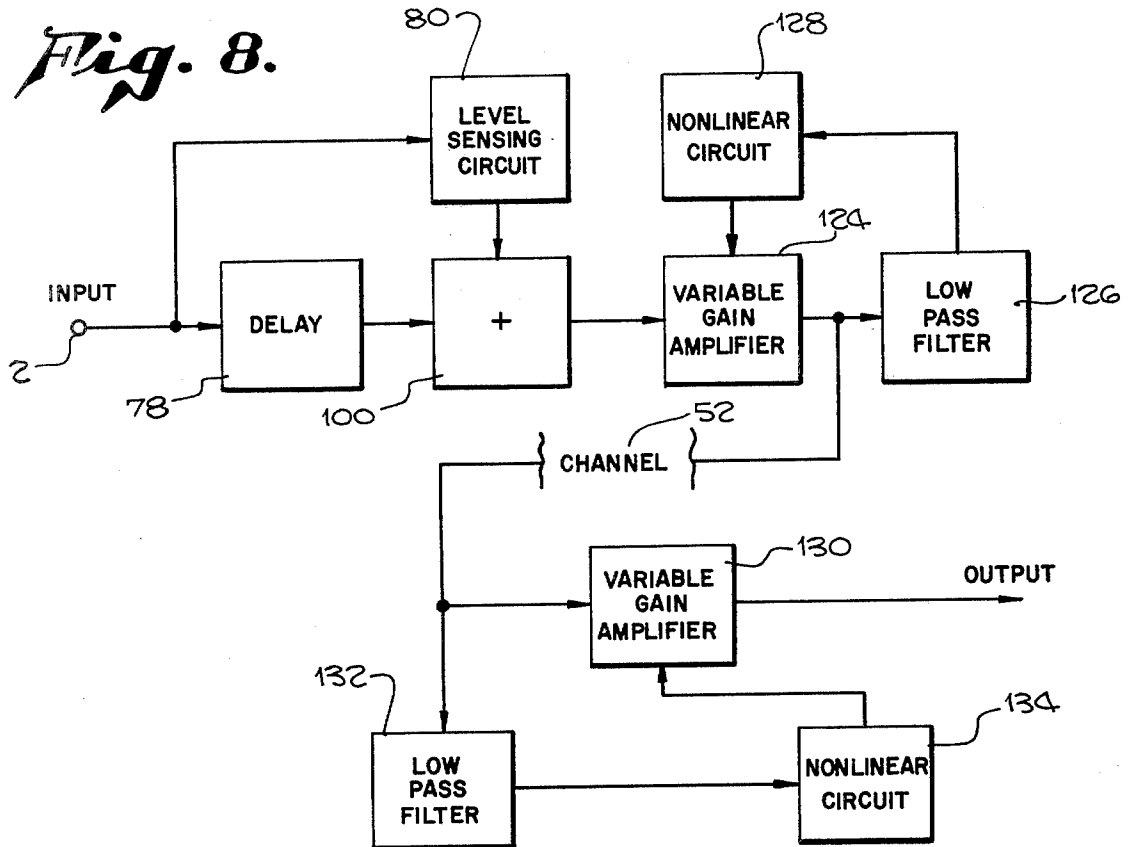 Fig. 8.
80
128
LEVEL
SENSING
CIRCUIT
NONLINEAR
CIRCUIT
124
INPUT
2
DELAY
78
+
100
VARIABLE
GAIN
AMPLIFIER
LOW
PASS
FILTER
126
52
CHANNEL
130
VARIABLE
GAIN
AMPLIFIER
OUTPUT
132
134
LOW
PASS
FILTER
NONLINEAR
CIRCUIT